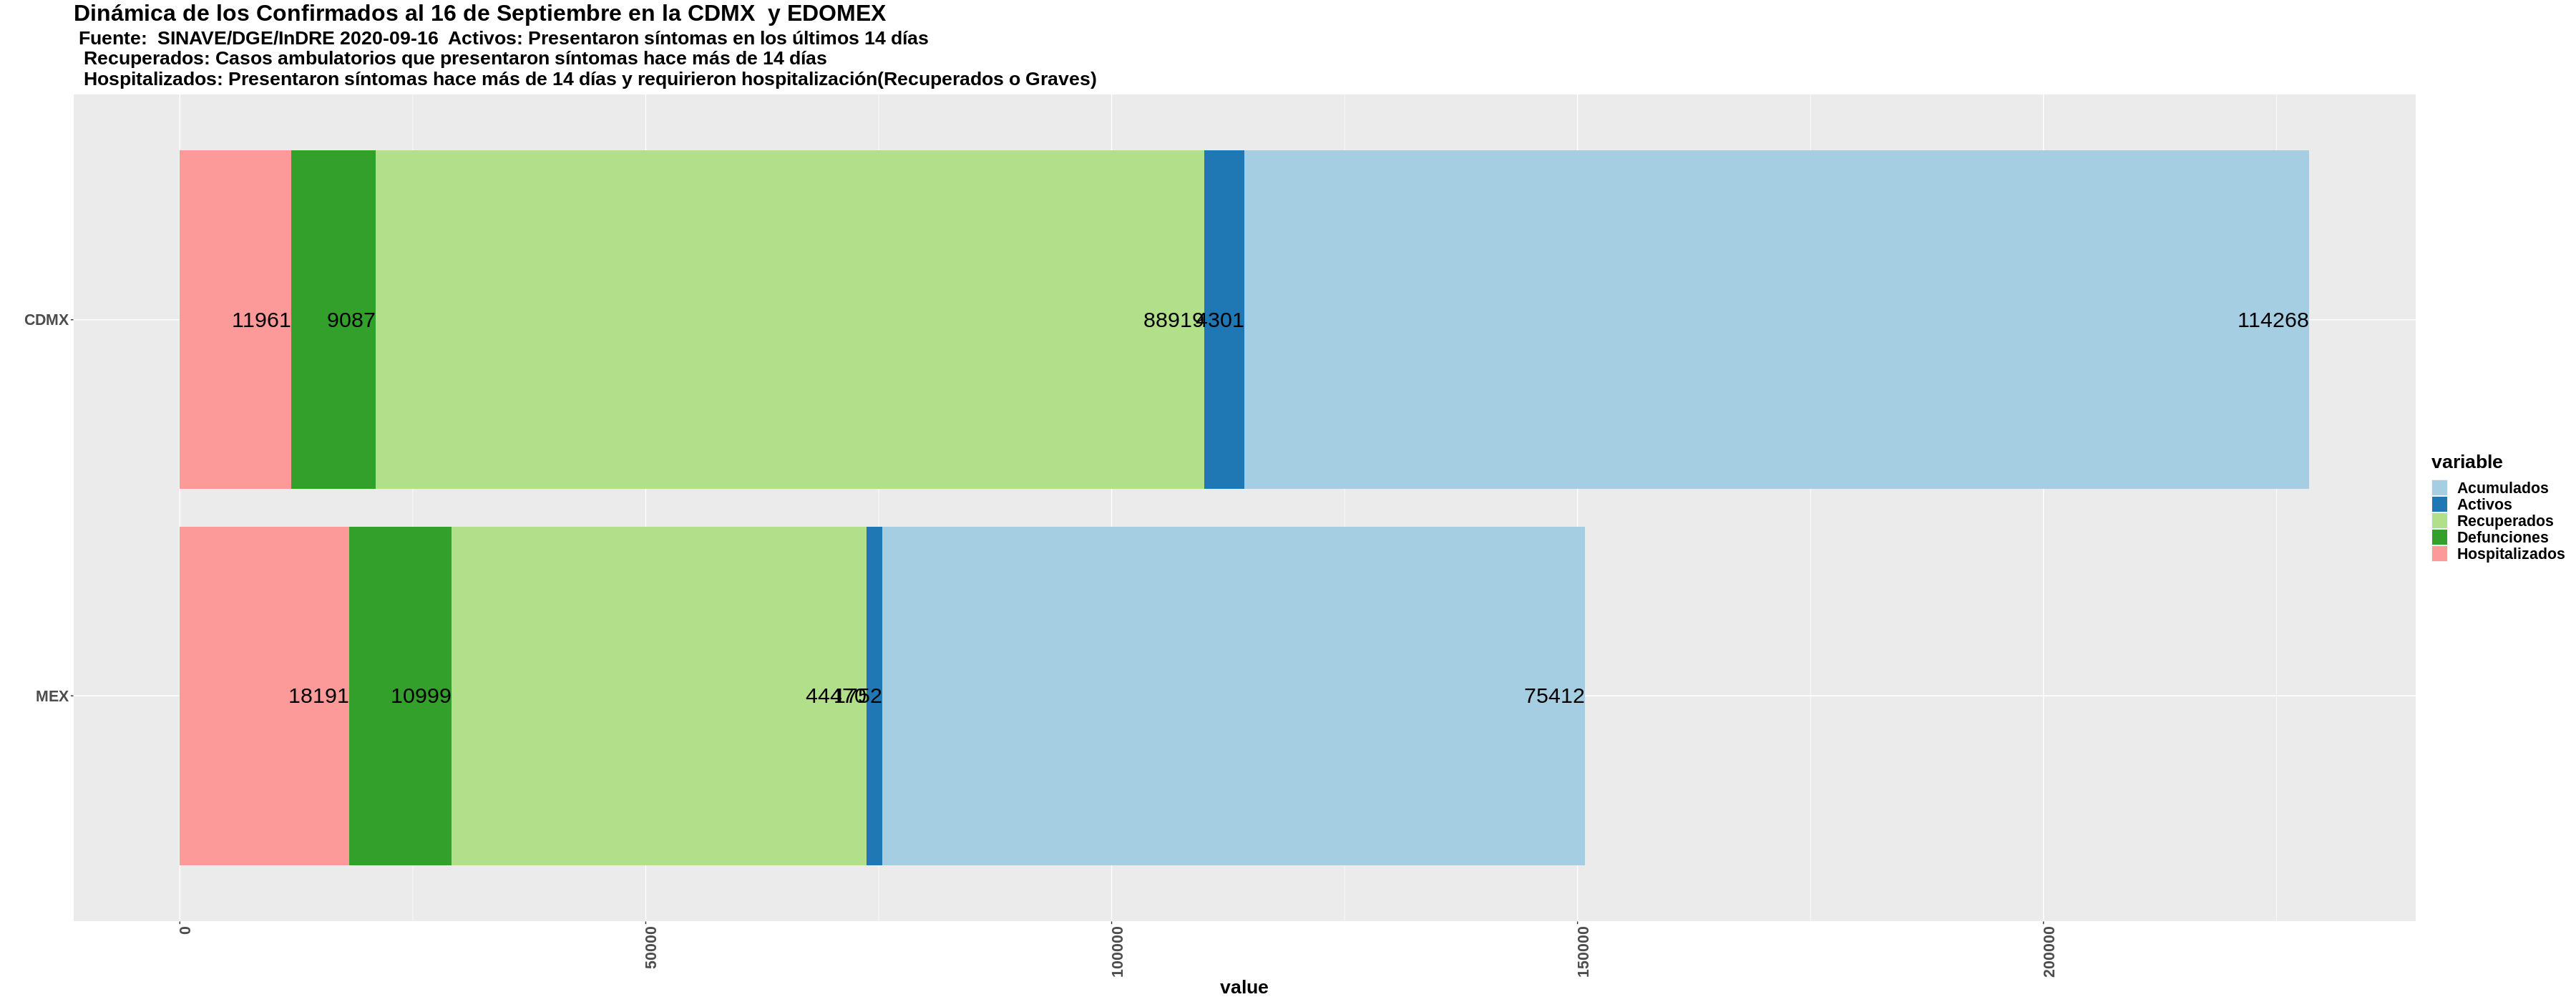 Dinámica de los Confirmados al 16 de Septiembre en la CDMX  y EDOMEX
Fuente:  SINAVE/DGE/InDRE 2020-09-16  Activos: Presentaron síntomas en los últimos 14 días
Recuperados: Casos ambulatorios que presentaron síntomas hace más de 14 días
Hospitalizados: Presentaron síntomas hace más de 14 días y requirieron hospitalización(Recuperados o Graves)
CDMX
11961
9087
88919
4301
114268
MEX
18191
10999
44470
1752
75412
variable
Acumulados
Activos
Recuperados
Defunciones
Hospitalizados
0
50000
100000
150000
200000
value